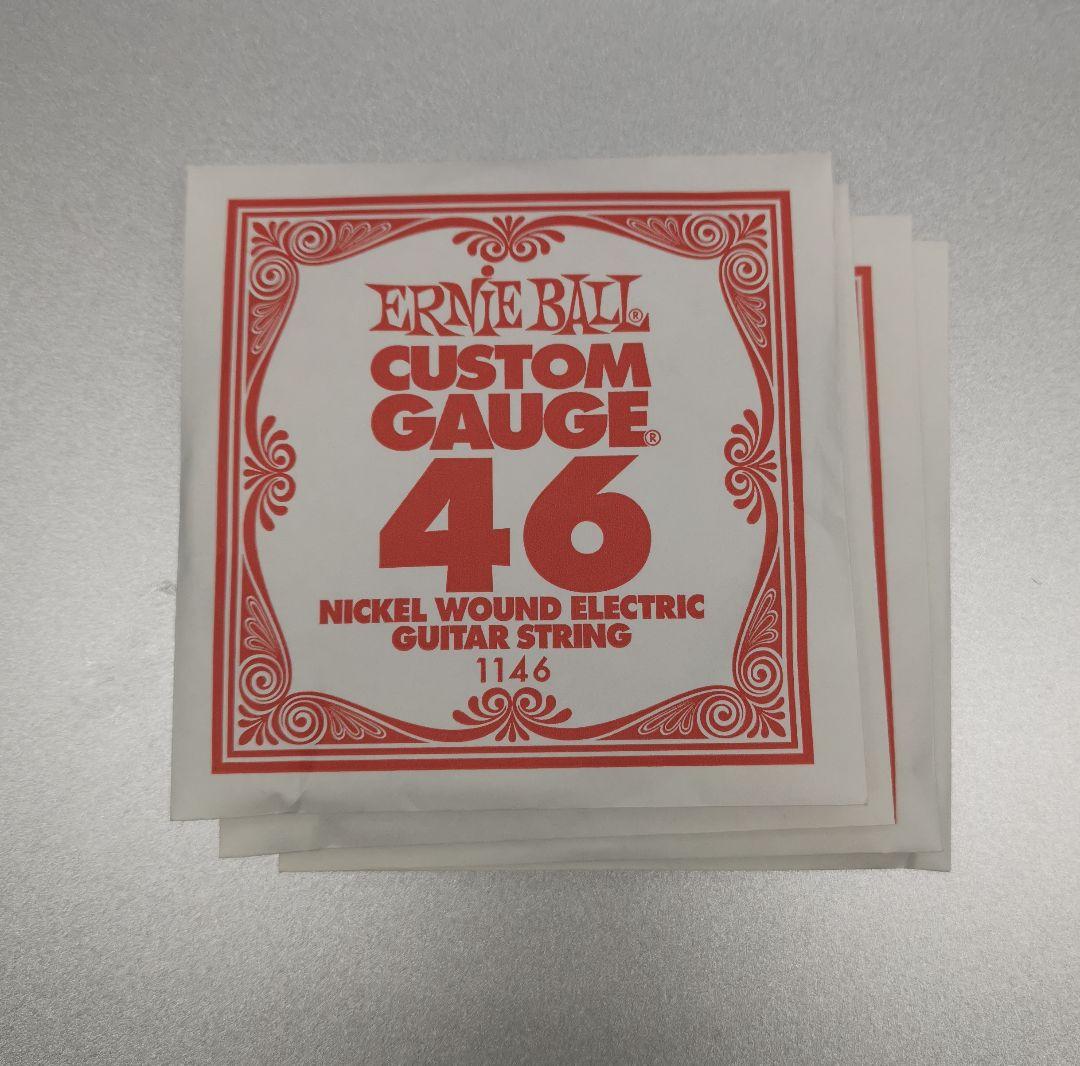 ERNIE BALL®
CUSTOM
GAUGE®
46
NICKEL WOUND ELECTRIC
GUITAR STRING
1146